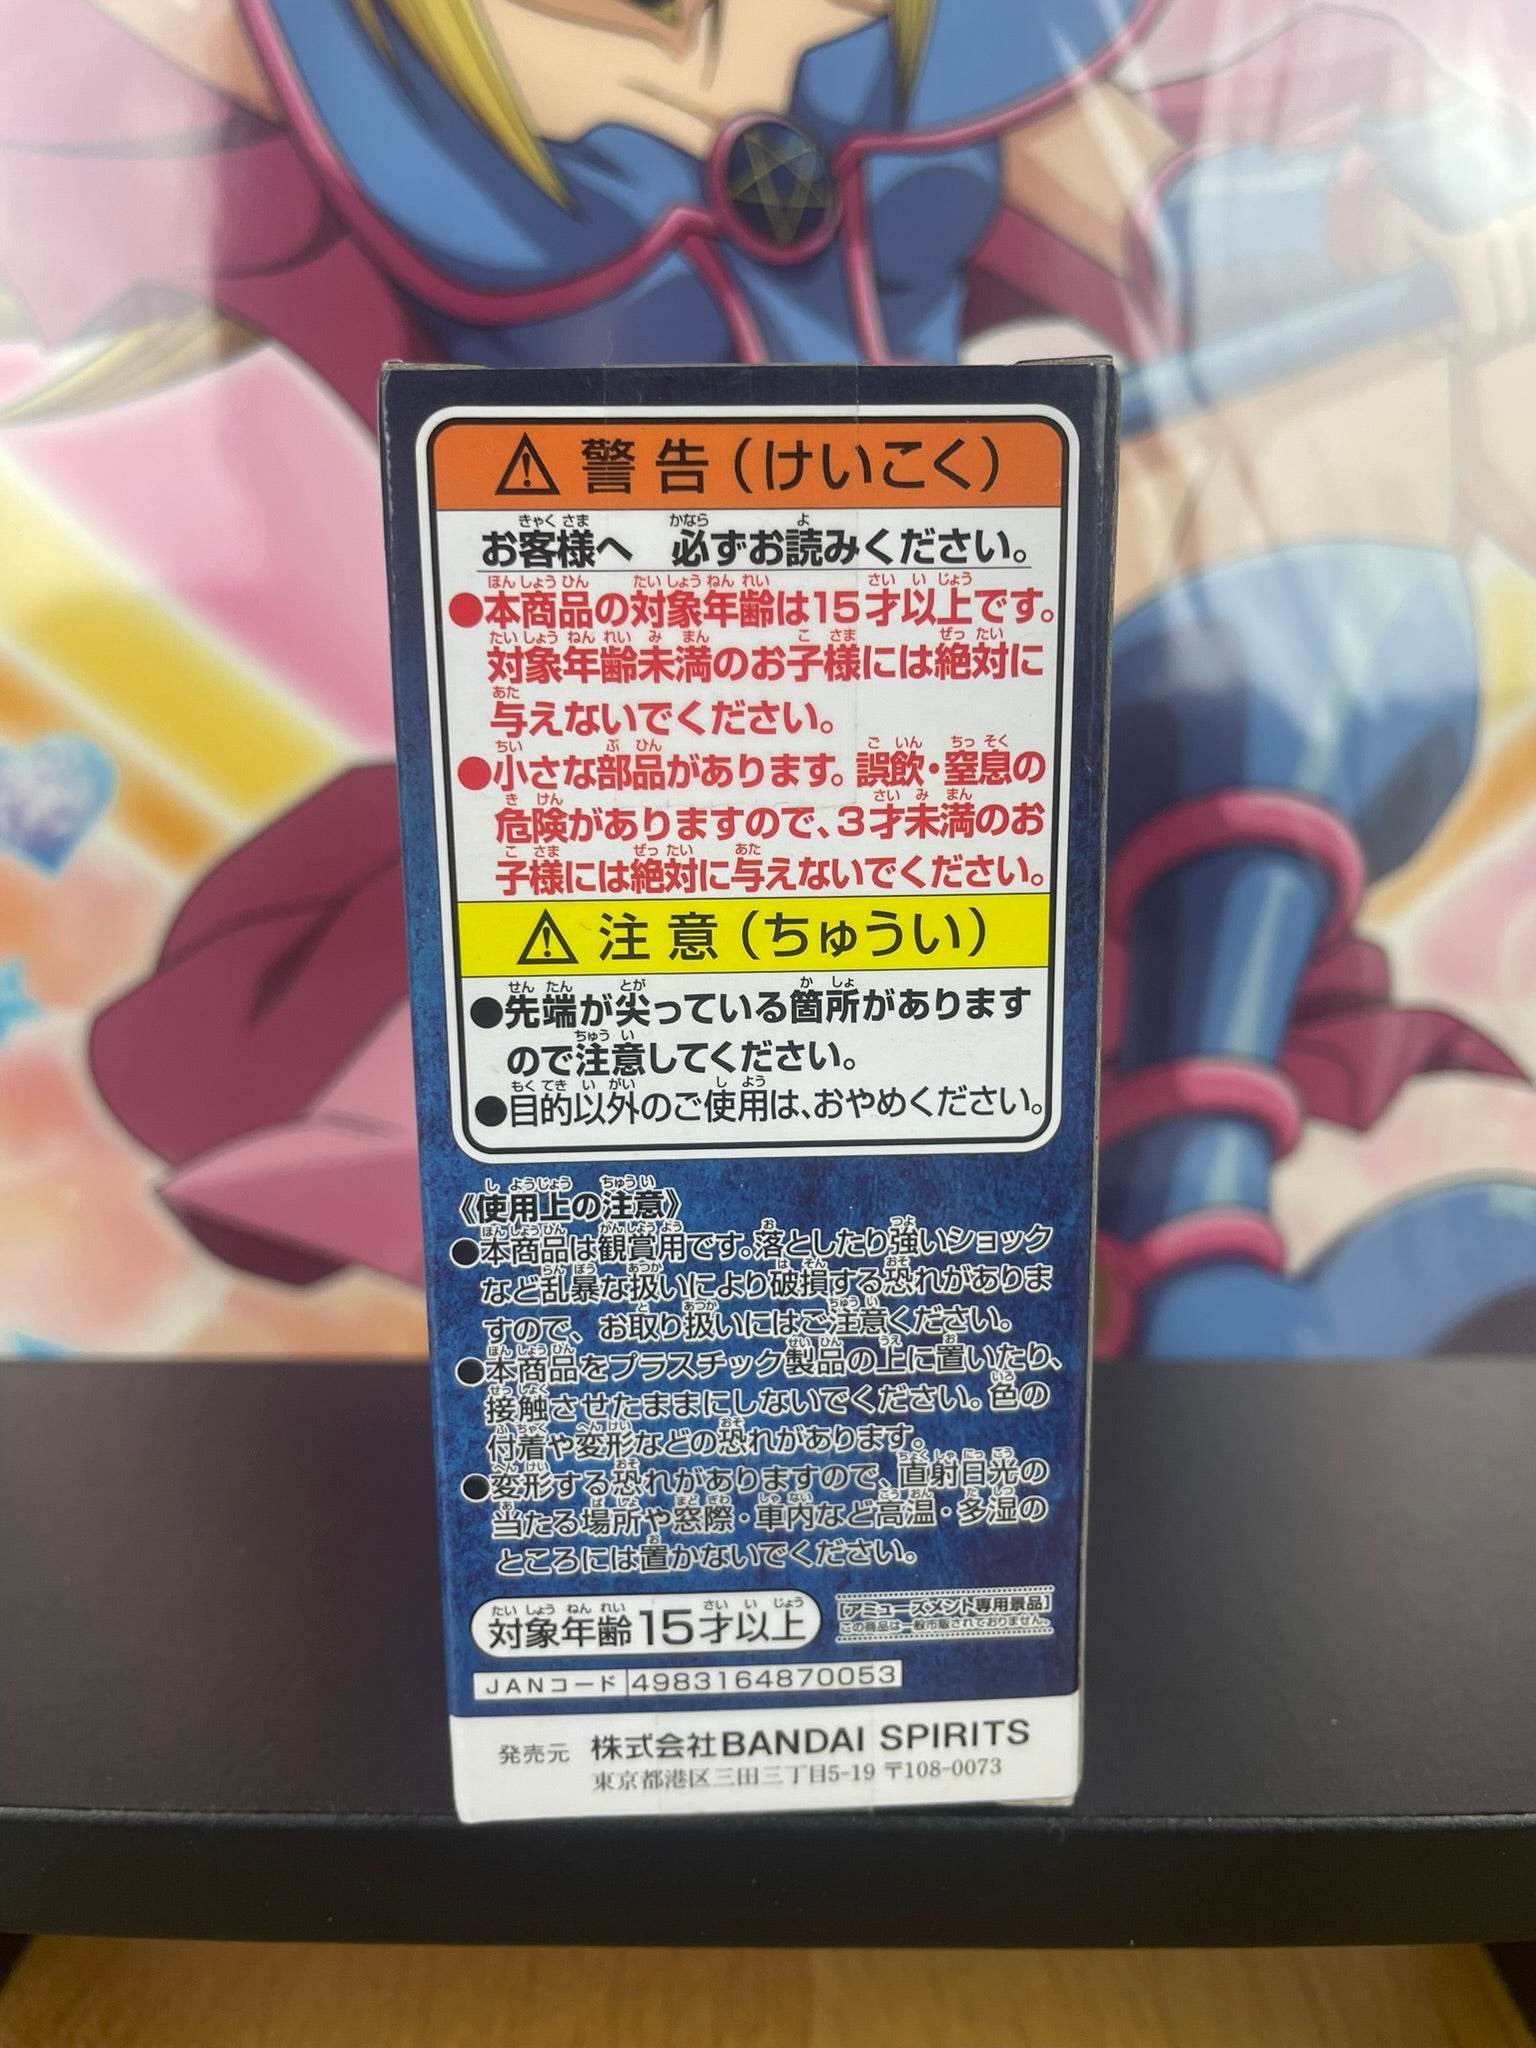 警告(けいこく)
お客様へ 必ずお読みください。
●本商品の対象年齢は15才以上です。
対象年齢未満のお子様には絶対に
与えないでください。
●小さな部品があります。誤飲・窒息の
危険がありますので、3才未満のお
子様には絶対に与えないでください。
注意(ちゅうい)
●先端が尖っている箇所があります
ので注意してください。
●目的以外のご使用は、おやめください。
《使用上の注意》
●本商品は観賞用です。落としたり強いショック
など乱暴な扱いにより破損する恐れがありま
すので、お取り扱いにはご注意ください。
●本商品をプラスチック製品の上に置いたり、
接触させたままにしないでください。色の
付着や変形などの恐れがあります。
●変形する恐れがありますので、直射日光の
当たる場所や窓際・車内など高温・多湿の
ところには置かないでください。
対象年齢15才以上
[アミューズメント専用景品]
この商品は一般市販されておりません。
JANコード 4983164870053
発売元 株式会社BANDAI SPIRITS
東京都港区三田三丁目5-19 〒108-0073